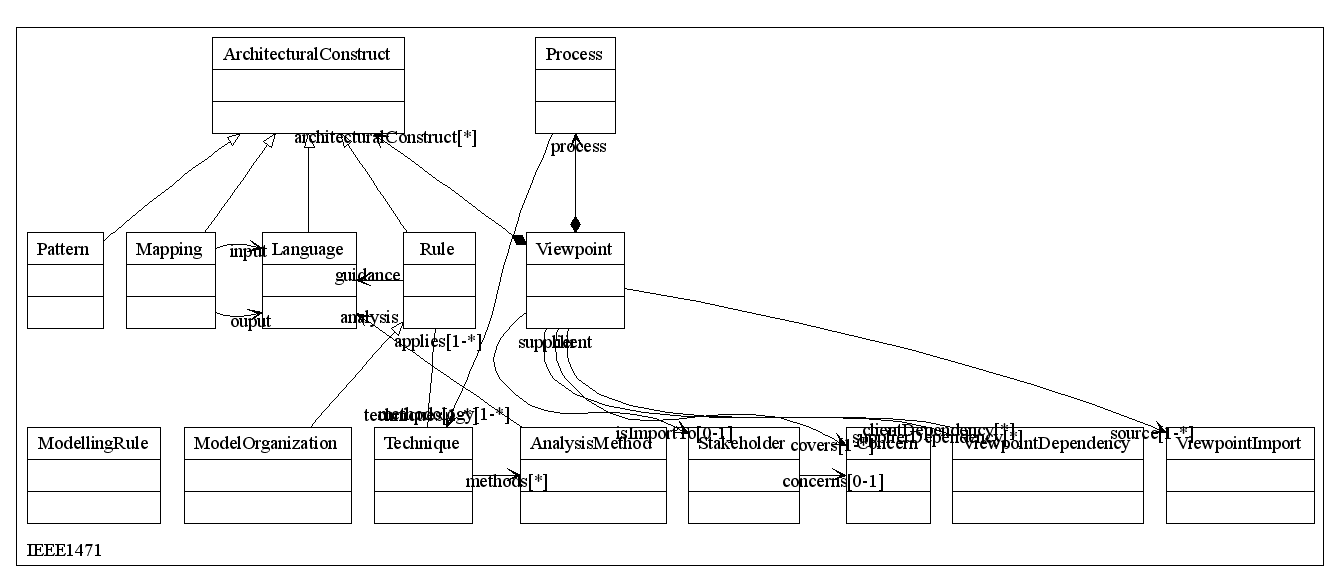 ArchitecturalConstruct
Process
architecturalConstruct[*]
process
Pattern
Mapping
input
Language
Rule
Viewpoint
guidance
ouput
analysis
applies[1-*]
supplier
client
methodology[1-*]
ModellingRule
ModelOrganization
Technique
AnalysisMethod
isImportTo[0-1]
Stakeholder
covers[1-*]
Concern
clientDependency[*]
supplierDependency[*]
ViewpointDependency
source[1-*]
ViewpointImport
methods[*]
concerns[0-1]
IEEE1471